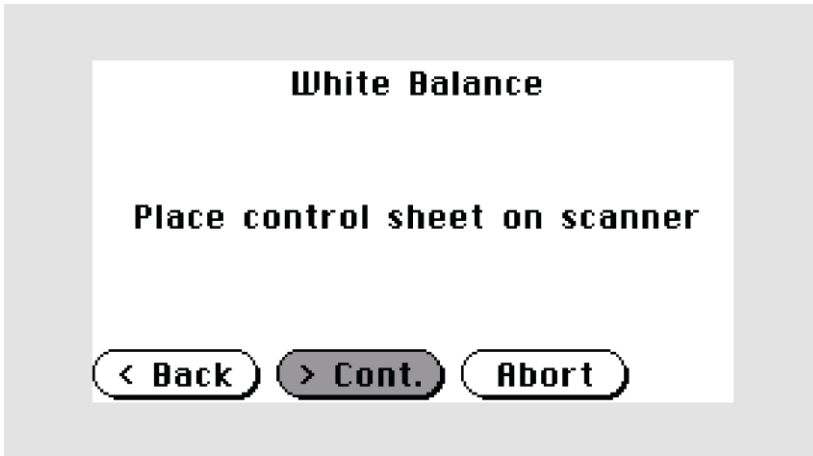 White Balance
Place control sheet on scanner
< Back > Cont. Abort